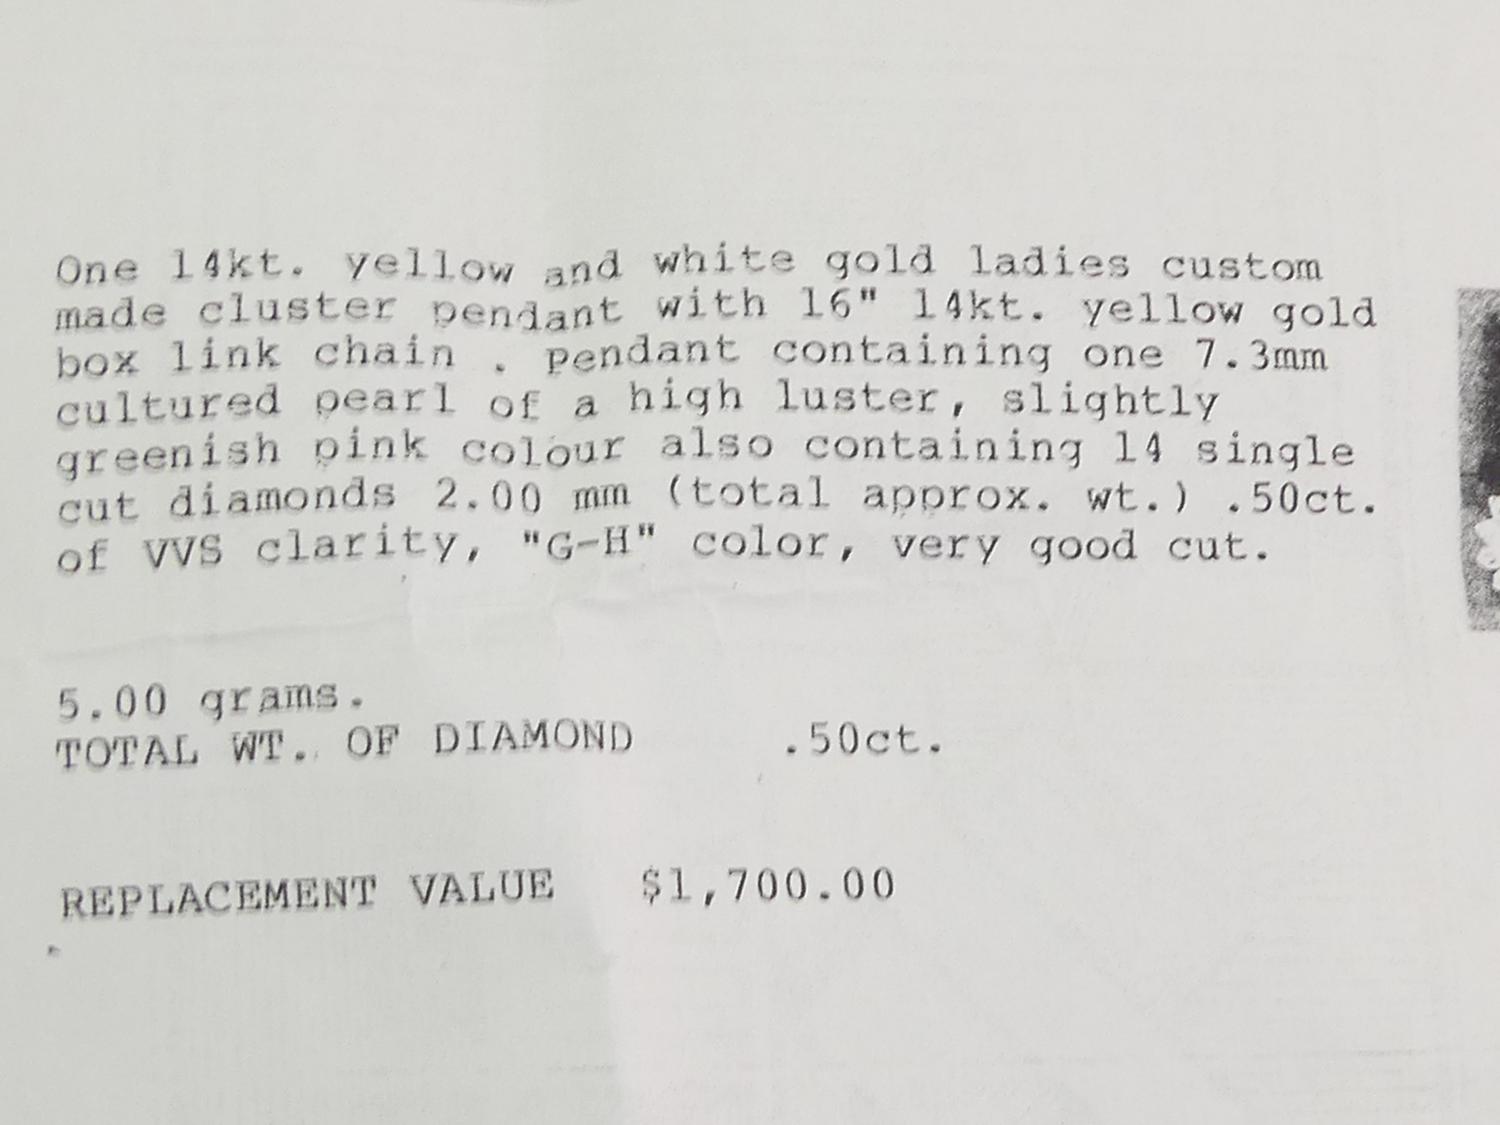 One 14kt. yellow and white gold ladies custom
made cluster pendant with 16" 14kt. yellow gold
box link chain . pendant containing one 7.3mm
cultured pearl of a high luster, slightly
greenish pink colour also containing 14 single
cut diamonds 2.00 mm (total approx. wt.) .50ct.
of VVS clarity, "G-H" color, very good cut.
5.00 grams.
TOTAL WT. OF DIAMOND .50ct.
REPLACEMENT VALUE $1,700.00